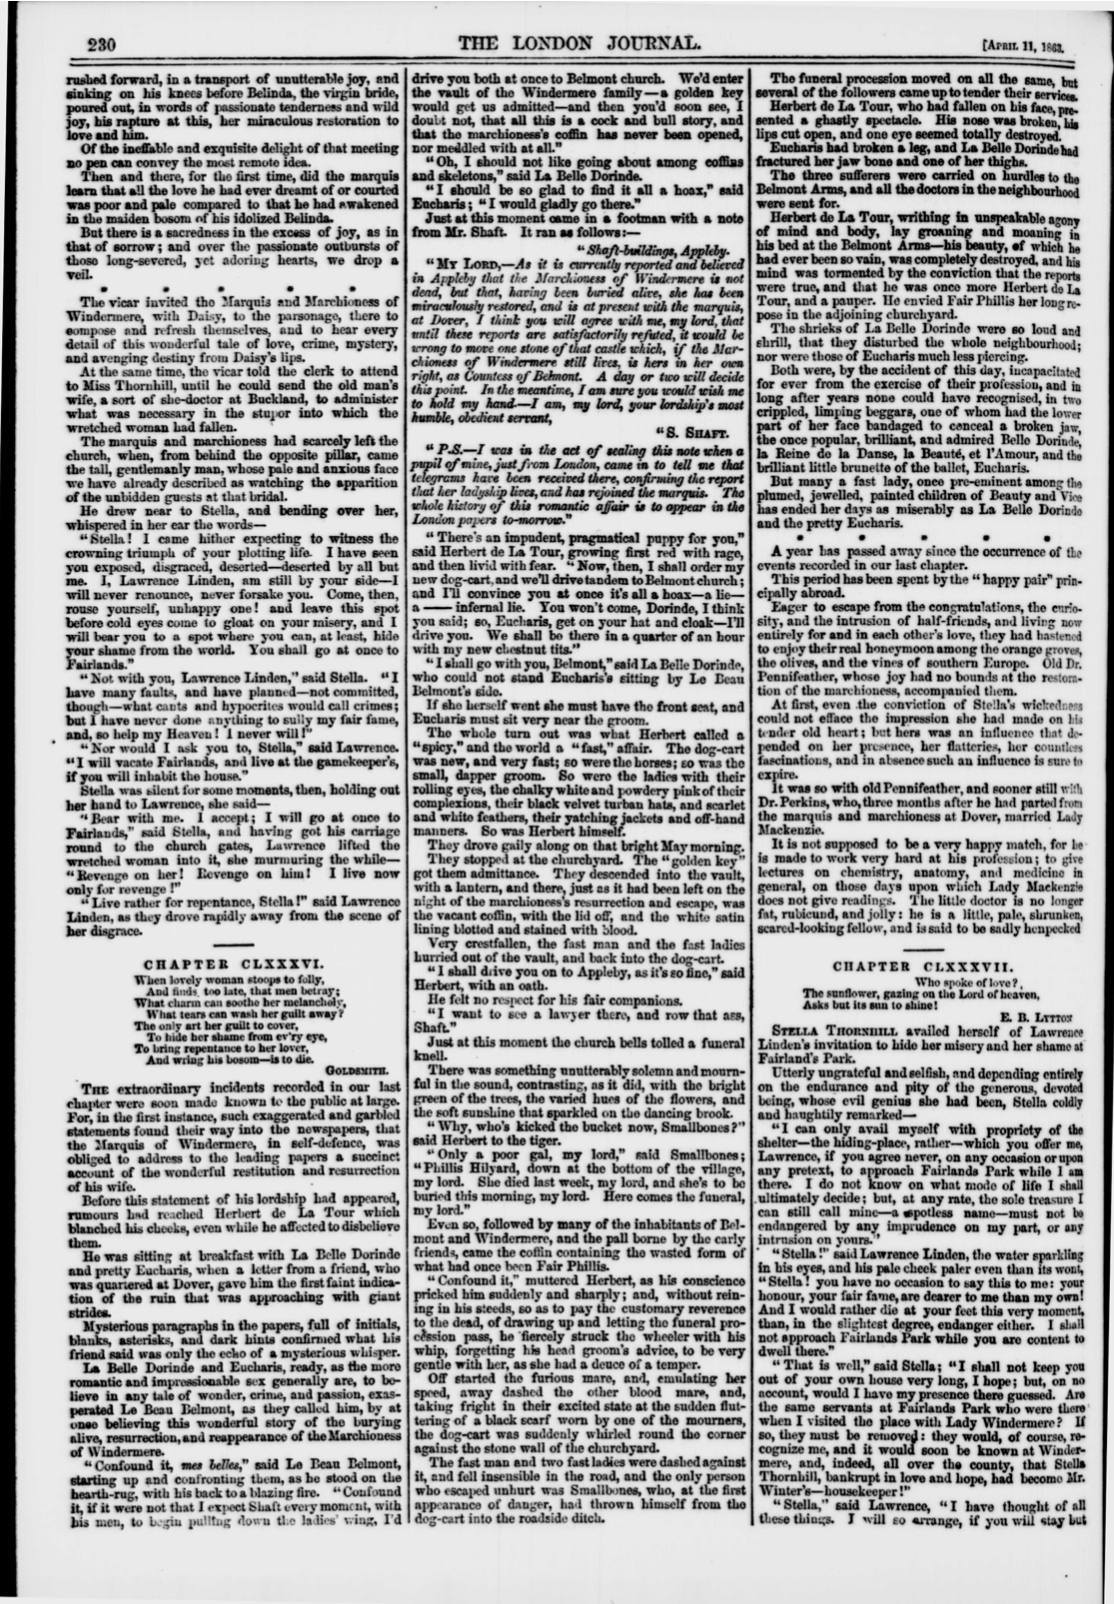 230
THE LONDON JOURNAL.
[APRIL 11, 1863.
rushed forward, in a transport of unutterable joy, and
sinking on his knees before Belinda, the virgin bride,
poured out, in words of passionate tenderness and wild
joy, his rapture at this, her miraculous restoration to
love and him.
Of the ineffable and exquisite delight of that meeting
no pen can convey the most remote idea.
Then and there, for the first time, did the marquis
learn that all the love he had ever dreamt of or courted
was poor and pale compared to that he had awakened
in the maiden bosom of his idolized Belinda.
But there is a sacredness in the excess of joy, as in
that of sorrow; and over the passionate outbursts of
those long-severed, yet adoring hearts, we drop a
veil.
* * * * *
The vicar invited the Marquis and Marchioness of
Windermere, with Daisy, to the parsonage, there to
compose and refresh themselves, and to hear every
detail of this wonderful tale of love, crime, mystery,
and avenging destiny from Daisy's lips.
At the same time, the vicar told the clerk to attend
to Miss Thornhill, until he could send the old man's
wife, a sort of she-doctor at Buckland, to administer
what was necessary in the stupor into which the
wretched woman had fallen.
The marquis and marchioness had scarcely left the
church, when, from behind the opposite pillar, came
the tall, gentlemanly man, whose pale and anxious face
we have already described as watching the apparition
of the unbidden guests at that bridal.
He drew near to Stella, and bending over her,
whispered in her ear the words—
"Stella! I came hither expecting to witness the
crowning triumph of your plotting life. I have seen
you exposed, disgraced, deserted—deserted by all but
me. I, Lawrence Linden, am still by your side—I
will never renounce, never forsake you. Come, then,
rouse yourself, unhappy one! and leave this spot
before cold eyes come to gloat on your misery, and I
will bear you to a spot where you can, at least, hide
your shame from the world. You shall go at once to
Fairlands."
"Not with you, Lawrence Linden," said Stella. "I
have many faults, and have planned—not committed,
though—what cants and hypocrites would call crimes;
but I have never done anything to sully my fair fame,
and, so help my Heaven! I never will!"
"Nor would I ask you to, Stella," said Lawrence.
"I will vacate Fairlands, and live at the gamekeeper's,
if you will inhabit the house."
Stella was silent for some moments, then, holding out
her hand to Lawrence, she said—
"Bear with me. I accept; I will go at once to
Fairlands," said Stella, and having got his carriage
round to the church gates, Lawrence lifted the
wretched woman into it, she murmuring the while—
"Revenge on her! Revenge on him! I live now
only for revenge!"
"Live rather for repentance, Stella!" said Lawrence
Linden, as they drove rapidly away from the scene of
her disgrace.
CHAPTER CLXXXVI.
When lovely woman stoops to folly,
And finds, too late, that men betray;
What charm can soothe her melancholy,
What tears can wash her guilt away?
The only art her guilt to cover,
To hide her shame from ev'ry eye,
To bring repentance to her lover,
And wring his bosom—is to die.
GOLDSMITH.
THE extraordinary incidents recorded in our last
chapter were soon made known to the public at large.
For, in the first instance, such exaggerated and garbled
statements found their way into the newspapers, that
the Marquis of Windermere, in self-defence, was
obliged to address to the leading papers a succinct
account of the wonderful restitution and resurrection
of his wife.
Before this statement of his lordship had appeared,
rumours had reached Herbert de La Tour which
blanched his cheeks, even while he affected to disbelieve
them.
He was sitting at breakfast with La Belle Dorinde
and pretty Eucharis, when a letter from a friend, who
was quartered at Dover, gave him the first faint indica-
tion of the ruin that was approaching with giant
strides.
Mysterious paragraphs in the papers, full of initials,
blanks, asterisks, and dark hints confirmed what his
friend said was only the echo of a mysterious whisper.
La Belle Dorinde and Eucharis, ready, as the more
romantic and impressionable sex generally are, to be-
lieve in any tale of wonder, crime, and passion, exas-
perated Le Beau Belmont, as they called him, by at
once believing this wonderful story of the burying
alive, resurrection, and reappearance of the Marchioness
of Windermere.
"Confound it, mes belles," said Le Beau Belmont,
starting up and confronting them, as he stood on the
hearth-rug, with his back to a blazing fire. "Confound
it, if it were not that I expect Shaft every moment, with
his men, to begin pulling down the ladies' wing, I'd
drive you both at once to Belmont church. We'd enter
the vault of the Windermere family—a golden key
would get us admitted—and then you'd soon see, I
doubt not, that all this is a cock and bull story, and
that the marchioness's coffin has never been opened,
nor meddled with at all."
"Oh, I should not like going about among coffins
and skeletons," said La Belle Dorinde.
"I should be so glad to find it all a hoax," said
Eucharis; "I would gladly go there."
Just at this moment came in a footman with a note
from Mr. Shaft. It ran as follows:—
"Shaft-buildings, Appleby.
"MY LORD,—As it is currently reported and believed
in Appleby that the Marchioness of Windermere is not
dead, but that, having been buried alive, she has been
miraculously restored, and is at present with the marquis,
at Dover, I think you will agree with me, my lord, that
until these reports are satisfactorily refuted, it would be
wrong to move one stone of that castle which, if the Mar-
chioness of Windermere still lives, is hers in her own
right, as Countess of Belmont. A day or two will decide
this point. In the meantime, I am sure you would wish me
to hold my hand.—I am, my lord, your lordship's most
humble, obedient servant,
"S. SHAFT.
"P.S.—I was in the act of sealing this note when a
pupil of mine, just from London, came in to tell me that
telegrams have been received there, confirming the report
that her ladyship lives, and has rejoined the marquis. The
whole history of this romantic affair is to appear in the
London papers to-morrow."
"There's an impudent, pragmatical puppy for you,"
said Herbert de La Tour, growing first red with rage,
and then livid with fear. "Now, then, I shall order my
new dog-cart, and we'll drive tandem to Belmont church;
and I'll convince you at once it's all a hoax—a lie—
a —— infernal lie. You won't come, Dorinde, I think
you said; so, Eucharis, get on your hat and cloak—I'll
drive you. We shall be there in a quarter of an hour
with my new chestnut tits."
"I shall go with you, Belmont," said La Belle Dorinde,
who could not stand Eucharis's sitting by Le Beau
Belmont's side.
If she herself went she must have the front seat, and
Eucharis must sit very near the groom.
The whole turn out was what Herbert called a
"spicy," and the world a "fast," affair. The dog-cart
was new, and very fast; so were the horses; so was the
small, dapper groom. So were the ladies with their
rolling eyes, the chalky white and powdery pink of their
complexions, their black velvet turban hats, and scarlet
and white feathers, their yatching jackets and off-hand
manners. So was Herbert himself.
They drove gaily along on that bright May morning.
They stopped at the churchyard. The "golden key"
got them admittance. They descended into the vault,
with a lantern, and there, just as it had been left on the
night of the marchioness's resurrection and escape, was
the vacant coffin, with the lid off, and the white satin
lining blotted and stained with blood.
Very crestfallen, the fast man and the fast ladies
hurried out of the vault, and back into the dog-cart.
"I shall drive you on to Appleby, as it's so fine," said
Herbert, with an oath.
He felt no respect for his fair companions.
"I want to see a lawyer there, and row that ass,
Shaft."
Just at this moment the church bells tolled a funeral
knell.
There was something unutterably solemn and mourn-
ful in the sound, contrasting, as it did, with the bright
green of the trees, the varied hues of the flowers, and
the soft sunshine that sparkled on the dancing brook.
"Why, who's kicked the bucket now, Smallbones?"
said Herbert to the tiger.
"Only a poor gal, my lord," said Smallbones;
"Phillis Hilyard, down at the bottom of the village,
my lord. She died last week, my lord, and she's to be
buried this morning, my lord. Here comes the funeral,
my lord."
Even so, followed by many of the inhabitants of Bel-
mont and Windermere, and the pall borne by the early
friends, came the coffin containing the wasted form of
what had once been Fair Phillis.
"Confound it," muttered Herbert, as his conscience
pricked him suddenly and sharply; and, without rein-
ing in his steeds, so as to pay the customary reverence
to the dead, of drawing up and letting the funeral pro-
cession pass, he fiercely struck the wheeler with his
whip, forgetting his head groom's advice, to be very
gentle with her, as she had a deuce of a temper.
Off started the furious mare, and, emulating her
speed, away dashed the other blood mare, and,
taking fright in their excited state at the sudden flut-
tering of a black scarf worn by one of the mourners,
the dog-cart was suddenly whirled round the corner
against the stone wall of the churchyard.
The fast man and two fast ladies were dashed against
it, and fell insensible in the road, and the only person
who escaped unhurt was Smallbones, who, at the first
appearance of danger, had thrown himself from the
dog-cart into the roadside ditch.
The funeral procession moved on all the same, but
several of the followers came up to tender their services.
Herbert de La Tour, who had fallen on his face, pre-
sented a ghastly spectacle. His nose was broken, his
lips cut open, and one eye seemed totally destroyed.
Eucharis had broken a leg, and La Belle Dorinde had
fractured her jaw bone and one of her thighs.
The three sufferers were carried on hurdles to the
Belmont Arms, and all the doctors in the neighbourhood
were sent for.
Herbert de La Tour, writhing in unspeakable agony
of mind and body, lay groaning and moaning in
his bed at the Belmont Arms—his beauty, of which he
had ever been so vain, was completely destroyed, and his
mind was tormented by the conviction that the reports
were true, and that he was once more Herbert de La
Tour, and a pauper. He envied Fair Phillis her long re-
pose in the adjoining churchyard.
The shrieks of La Belle Dorinde were so loud and
shrill, that they disturbed the whole neighbourhood;
nor were those of Eucharis much less piercing.
Both were, by the accident of this day, incapacitated
for ever from the exercise of their profession, and in
long after years none could have recognised, in two
crippled, limping beggars, one of whom had the lower
part of her face bandaged to conceal a broken jaw,
the once popular, brilliant, and admired Belle Dorinde,
la Reine de la Danse, la Beauté, et l'Amour, and the
brilliant little brunette of the ballet, Eucharis.
But many a fast lady, once pre-eminent among the
plumed, jewelled, painted children of Beauty and Vice
has ended her days as miserably as La Belle Dorinde
and the pretty Eucharis.
* * * * *
A year has passed away since the occurrence of the
events recorded in our last chapter.
This period has been spent by the "happy pair" prin-
cipally abroad.
Eager to escape from the congratulations, the curio-
sity, and the intrusion of half-friends, and living now
entirely for and in each other's love, they had hastened
to enjoy their real honeymoon among the orange groves,
the olives, and the vines of southern Europe. Old Dr.
Pennifeather, whose joy had no bounds at the restora-
tion of the marchioness, accompanied them.
At first, even the conviction of Stella's wickedness
could not efface the impression she had made on his
tender old heart; but hers was an influence that de-
pended on her presence, her flatteries, her countless
fascinations, and in absence such an influence is sure to
expire.
It was so with old Pennifeather, and sooner still with
Dr. Perkins, who, three months after he had parted from
the marquis and marchioness at Dover, married Lady
Mackenzie.
It is not supposed to be a very happy match, for he
is made to work very hard at his profession; to give
lectures on chemistry, anatomy, and medicine in
general, on those days upon which Lady Mackenzie
does not give readings. The little doctor is no longer
fat, rubicund, and jolly: he is a little, pale, shrunken,
scared-looking fellow, and is said to be sadly henpecked
CHAPTER CLXXXVII.
Who spoke of love?
The sunflower, gazing on the Lord of heaven,
Asks but its sun to shine!
E. B. LYTTON
STELLA THORNHILL availed herself of Lawrence
Linden's invitation to hide her misery and her shame at
Fairland's Park.
Utterly ungrateful and selfish, and depending entirely
on the endurance and pity of the generous, devoted
being, whose evil genius she had been, Stella coldly
and haughtily remarked—
"I can only avail myself with propriety of the
shelter—the hiding-place, rather—which you offer me,
Lawrence, if you agree never, on any occasion or upon
any pretext, to approach Fairlands Park while I am
there. I do not know on what mode of life I shall
ultimately decide; but, at any rate, the sole treasure I
can still call mine—a spotless name—must not be
endangered by any imprudence on my part, or any
intrusion on yours."
"Stella!" said Lawrence Linden, the water sparkling
in his eyes, and his pale cheek paler even than its wont,
"Stella! you have no occasion to say this to me: your
honour, your fair fame, are dearer to me than my own!
And I would rather die at your feet this very moment,
than, in the slightest degree, endanger either. I shall
not approach Fairlands Park while you are content to
dwell there."
"That is well," said Stella; "I shall not keep you
out of your own house very long, I hope; but, on no
account, would I have my presence there guessed. Are
the same servants at Fairlands Park who were there
when I visited the place with Lady Windermere? If
so, they must be removed: they would, of course, re-
cognize me, and it would soon be known at Winder-
mere, and, indeed, all over the county, that Stella
Thornhill, bankrupt in love and hope, had become Mr.
Winter's—housekeeper!"
"Stella," said Lawrence, "I have thought of all
these things. I will so arrange, if you will stay but